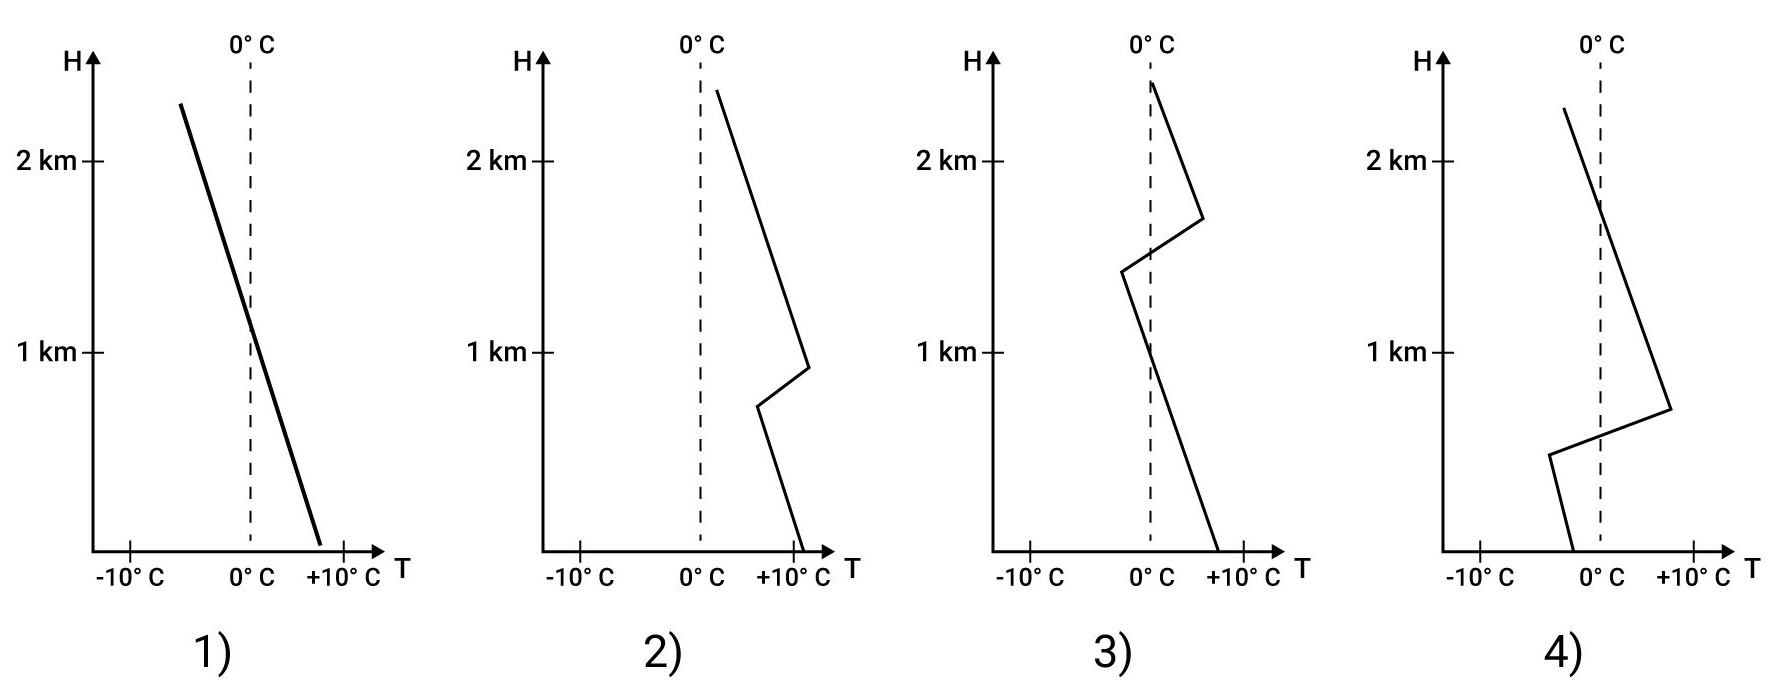 0° C 0° C 0° C 0° C
H H H H
2 km 2 km 2 km 2 km
1 km 1 km 1 km 1 km
-10° C 0° C +10° C T -10° C 0° C +10° C T -10° C 0° C +10° C T -10° C 0° C +10° C T
1) 2) 3) 4)